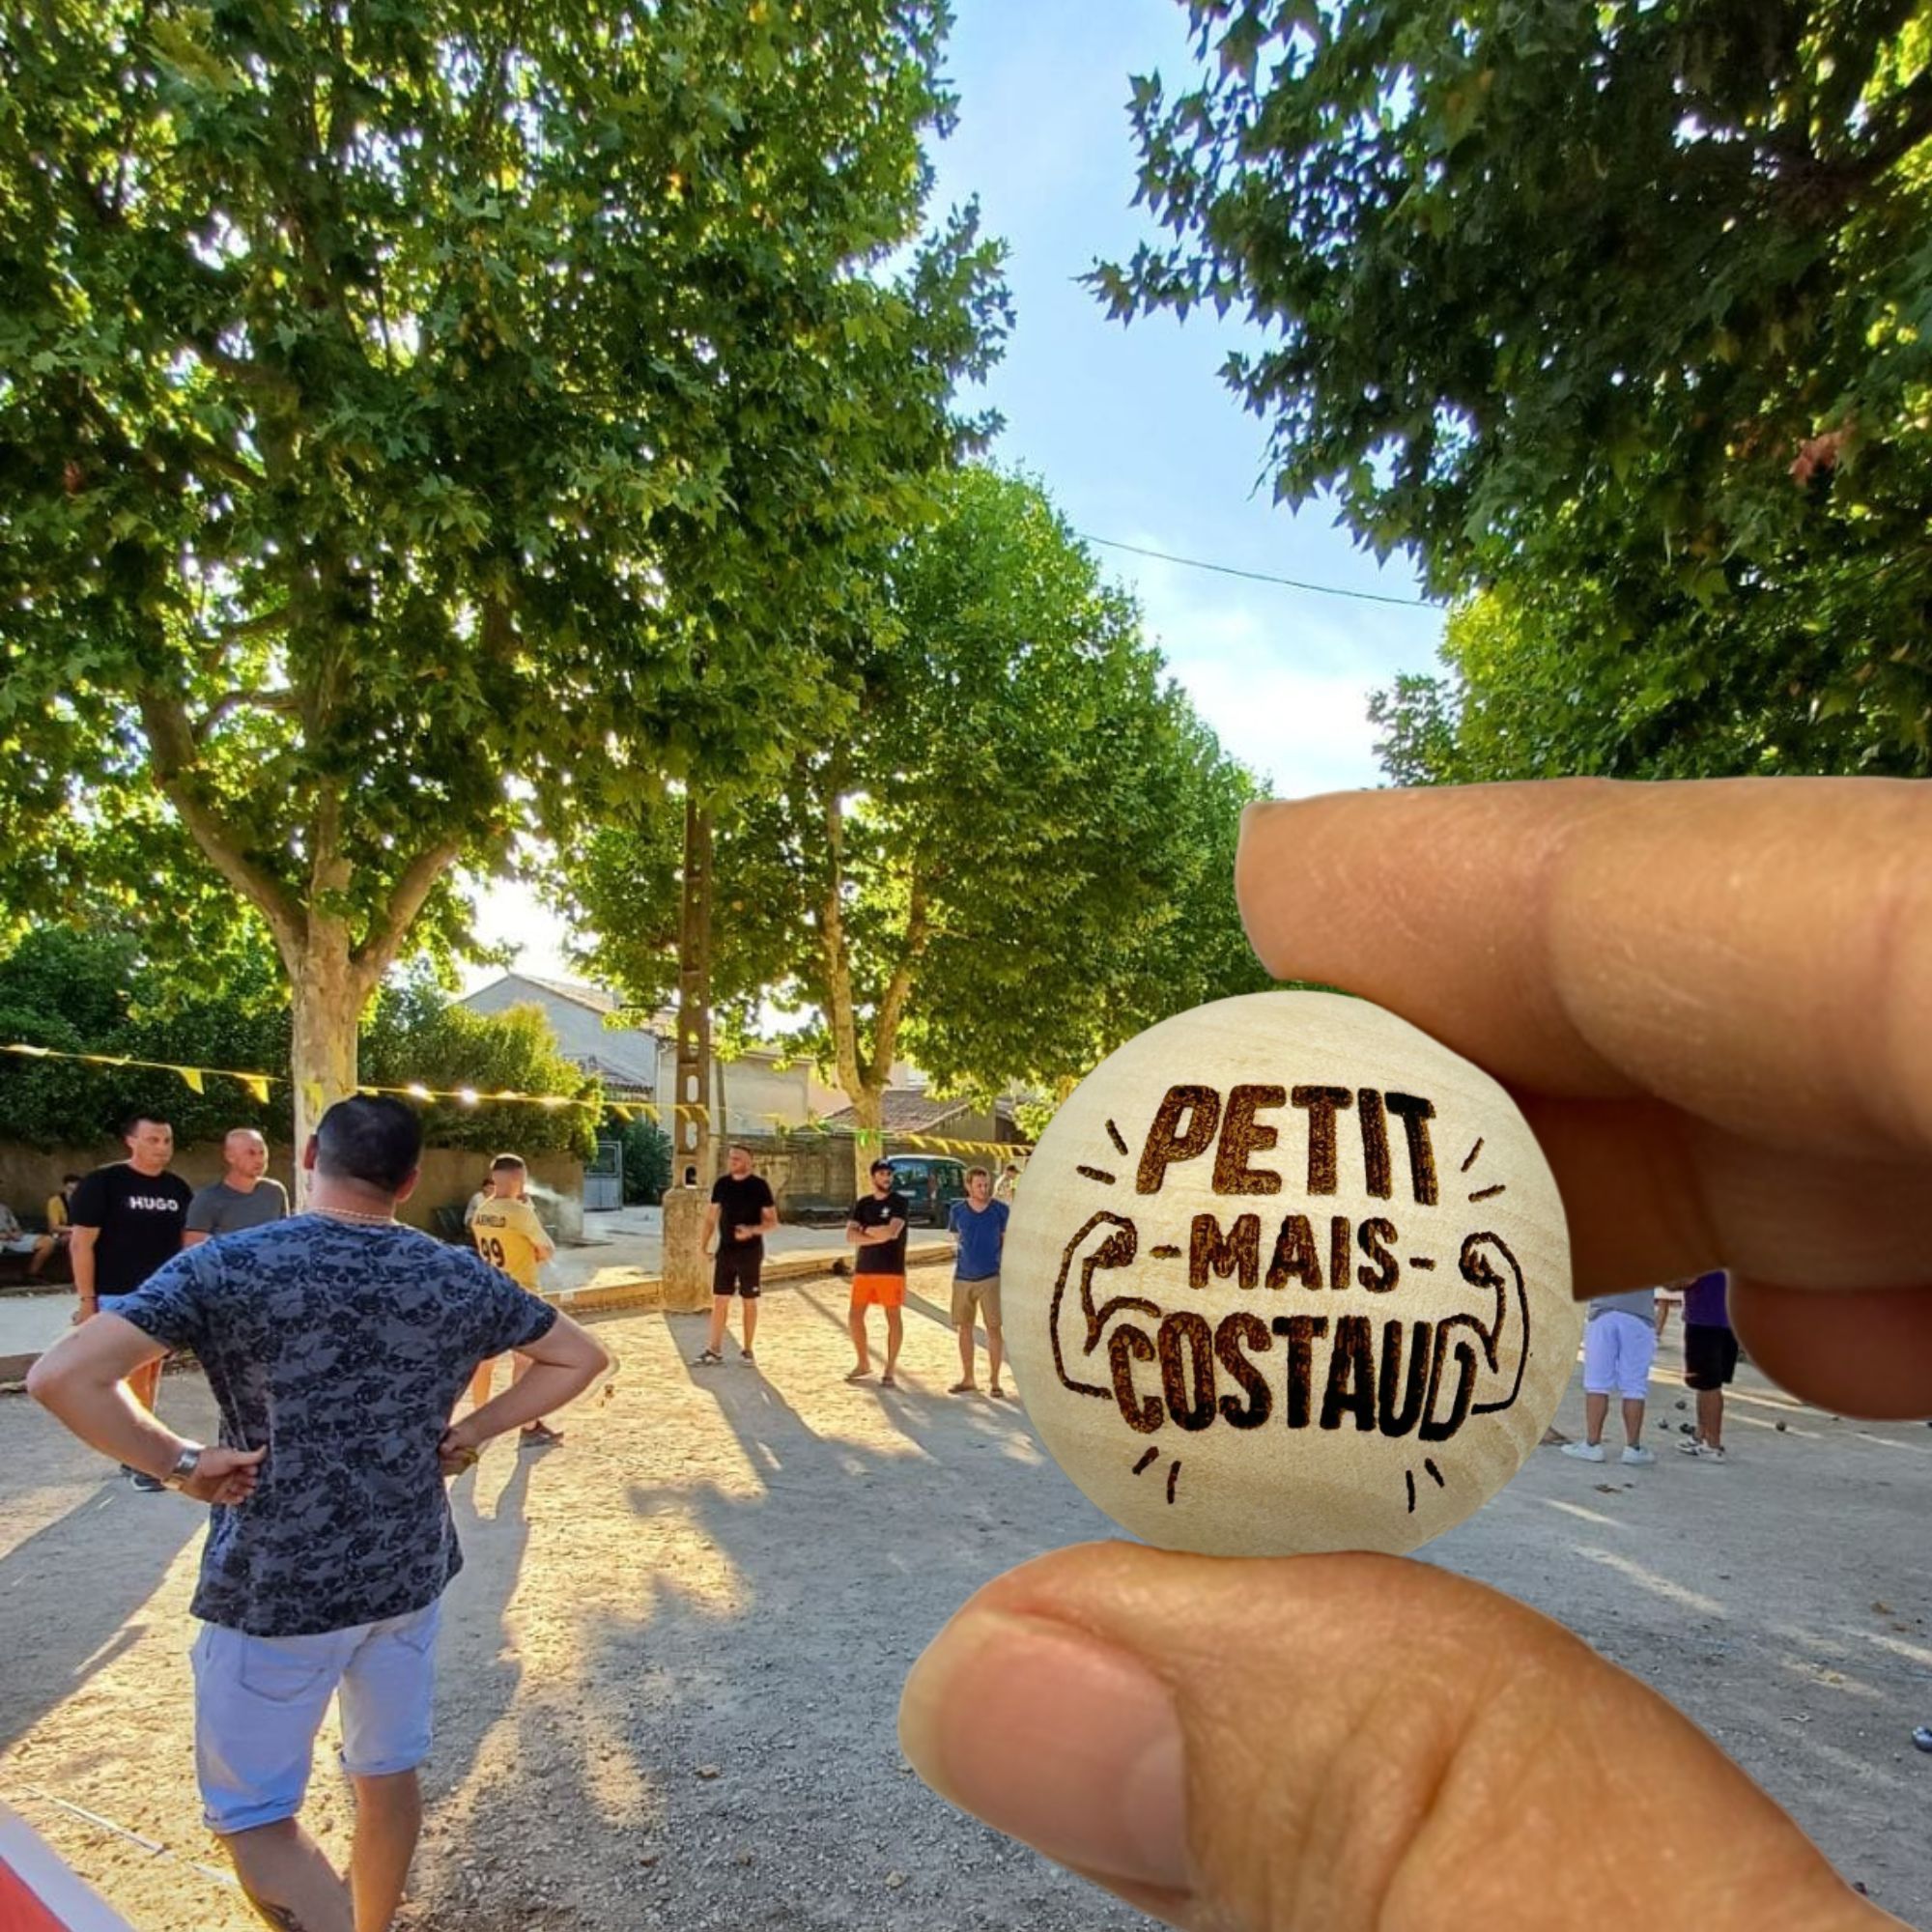 PETIT
-MAIS-
COSTAUD
HUGO
99